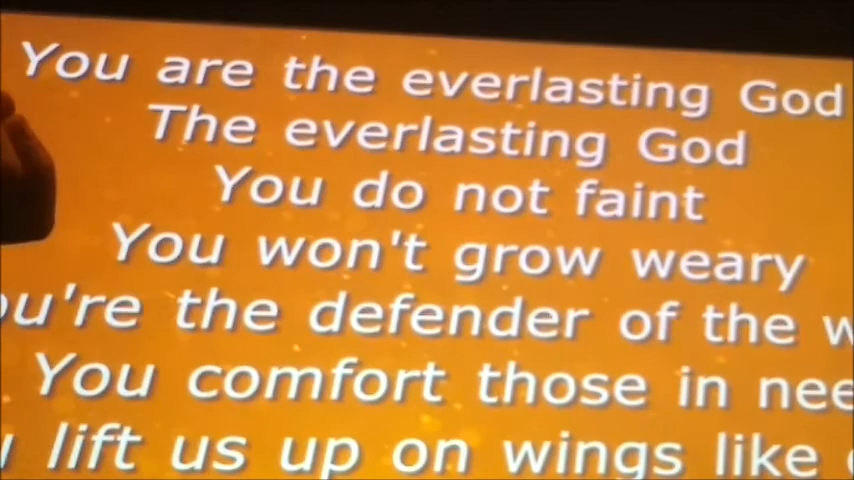 You are the everlasting God
The everlasting God
You do not faint
You won't grow weary
ou're the defender of the w
You comfort those in nee
lift us up on wings like